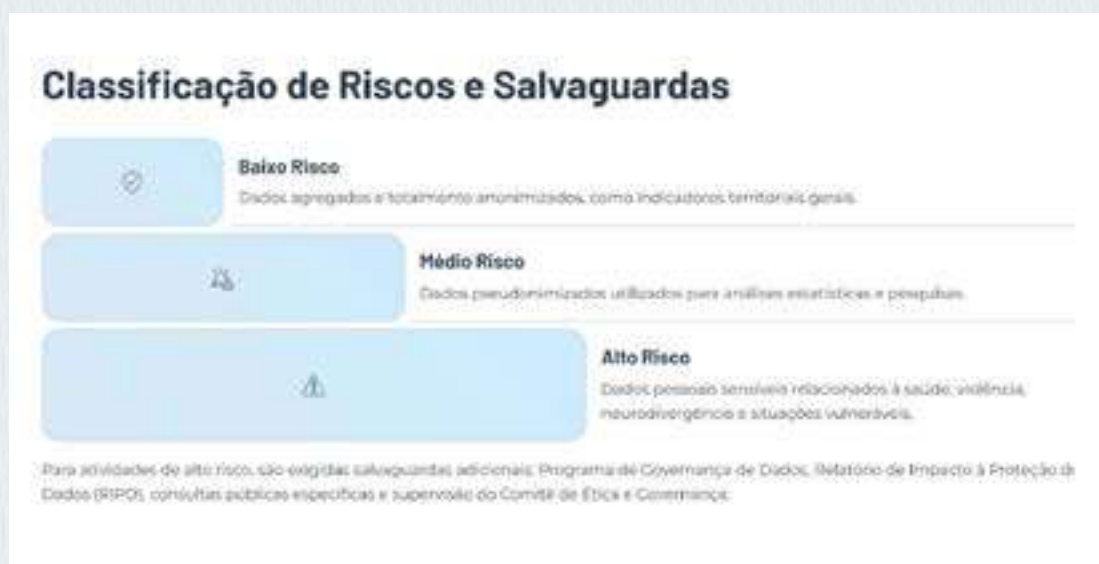 Classificação de Riscos e Salvaguardas
Baixo Risco
Dados agregados e totalmente anonimizados, como indicadores territoriais gerais.
Médio Risco
Dados pseudonimizados utilizados para análises estatísticas e pesquisas.
Alto Risco
Dados pessoais sensíveis relacionados à saúde, violência,
neurodivergência e situações vulneráveis.
Para atividades de alto risco, são exigidas salvaguardas adicionais: Programa de Governança de Dados, Relatório de Impacto à Proteção de
Dados (RIPD), consultas públicas específicas e supervisão do Comitê de Ética e Governança.